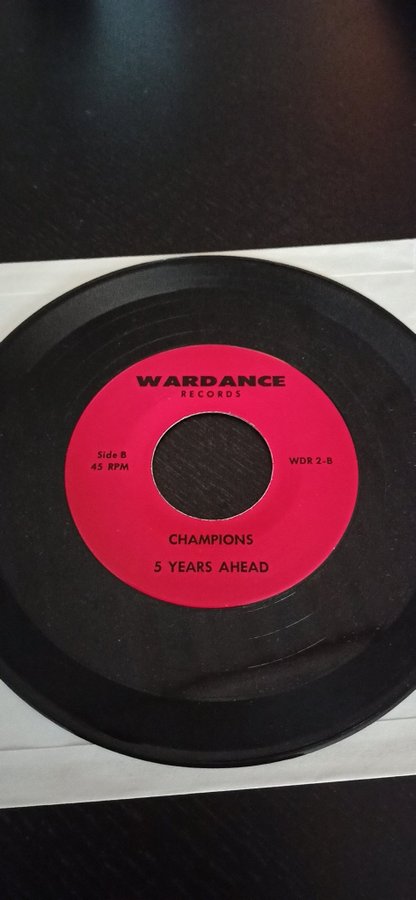 WARDANCE
RECORDS
Side B
45 RPM
WDR 2-B
CHAMPIONS
5 YEARS AHEAD